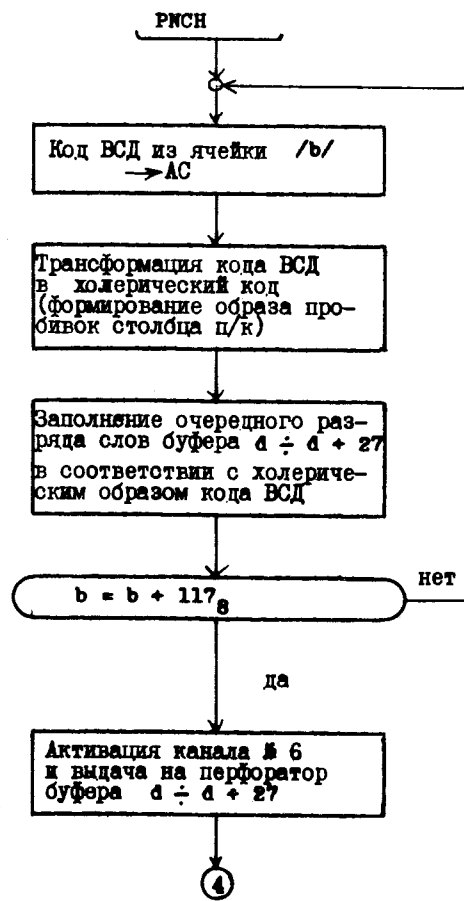 PNCH
Код ВСД из ячейки /b/
→AC
Трансформация кода ВСД
в холерический код
(формирование образа про-
бивок столбца п/к)
Заполнение очередного раз-
ряда слов буфера d ÷ d + 27
в соответствии с холериче-
ским образом кода ВСД
нет
b = b + 117₈
да
Активация канала № 6
и выдача на перфоратор
буфера d ÷ d + 27
4